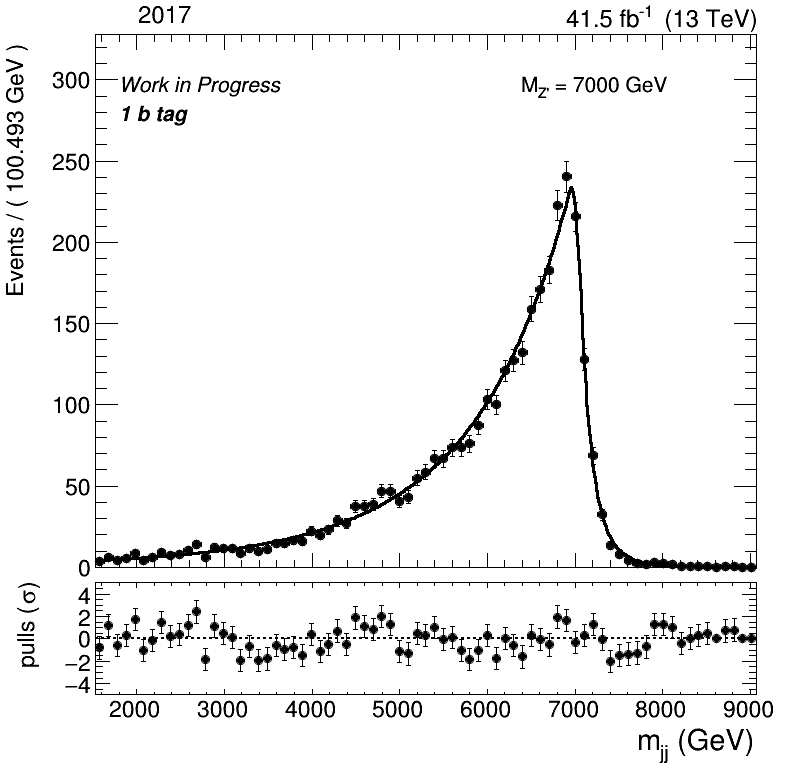 2017 41.5 fb⁻¹ (13 TeV)
Events / ( 100.493 GeV )
300
250
200
150
100
50
0
Work in Progress
1 b tag
M_Z' = 7000 GeV
pulls (σ)
4
2
0
−2
−4
2000 3000 4000 5000 6000 7000 8000 9000
m_jj (GeV)